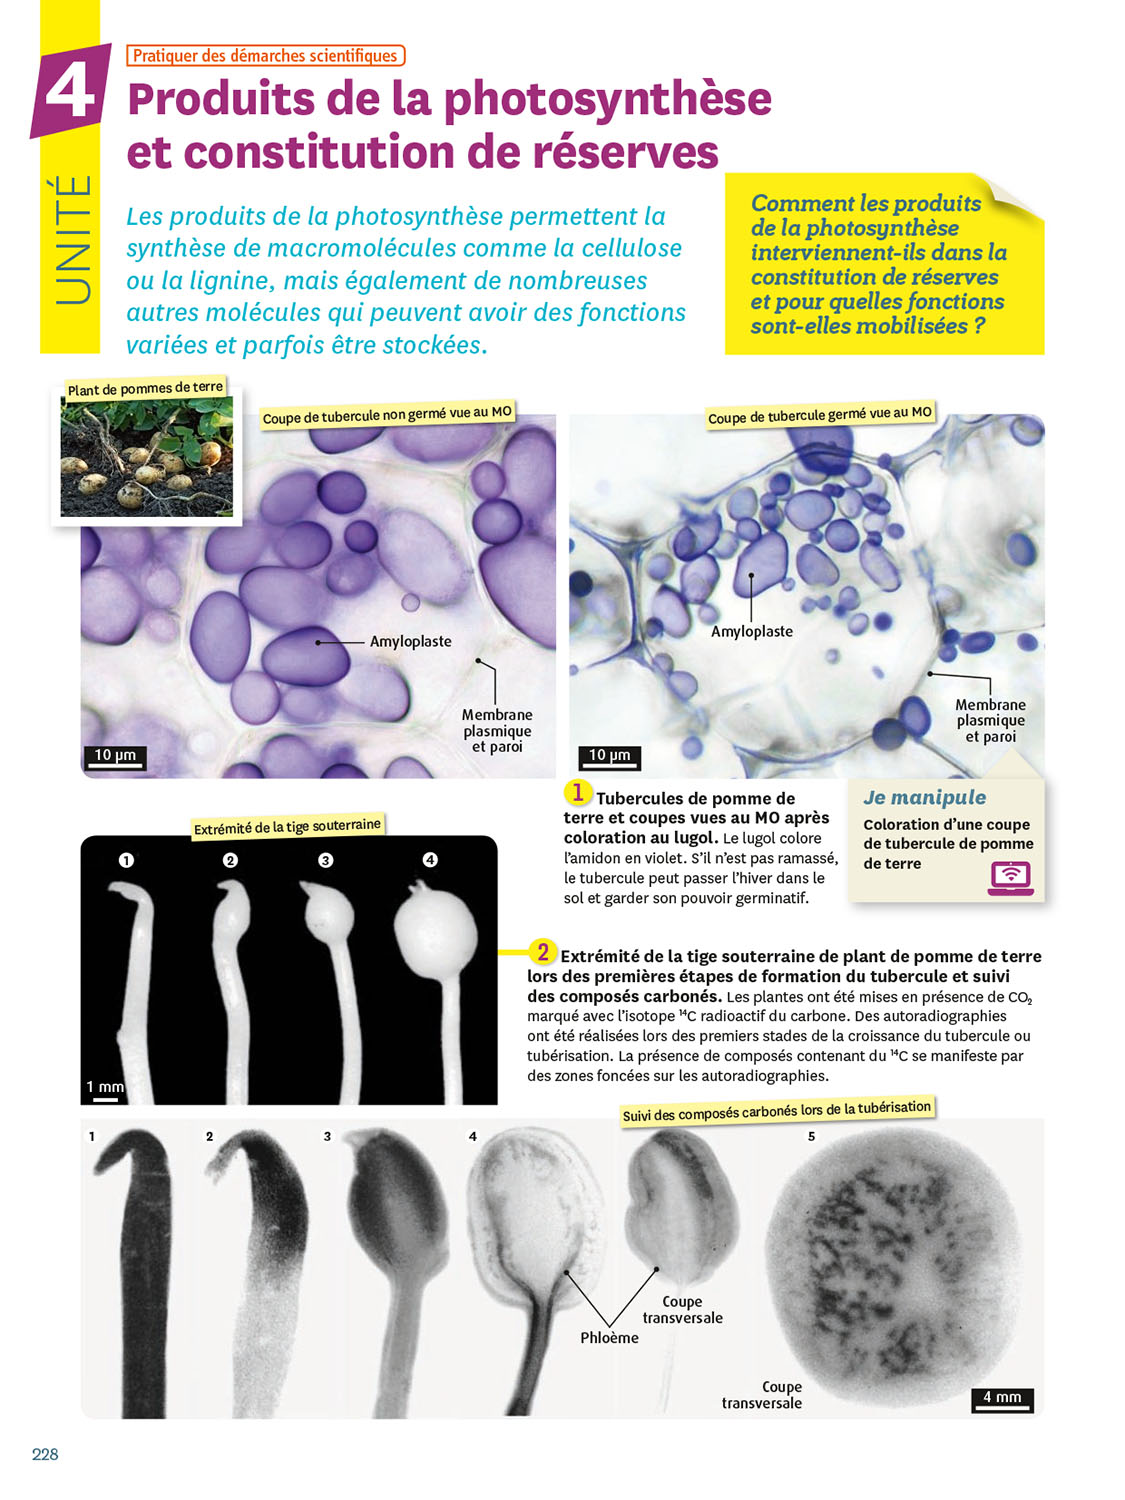 Pratiquer des démarches scientifiques
4
UNITÉ
Produits de la photosynthèse
et constitution de réserves
Les produits de la photosynthèse permettent la
synthèse de macromolécules comme la cellulose
ou la lignine, mais également de nombreuses
autres molécules qui peuvent avoir des fonctions
variées et parfois être stockées.
Comment les produits
de la photosynthèse
interviennent-ils dans la
constitution de réserves
et pour quelles fonctions
sont-elles mobilisées ?
Plant de pommes de terre
Coupe de tubercule non germé vue au MO
Amyloplaste
Membrane
plasmique
et paroi
10 µm
Coupe de tubercule germé vue au MO
Amyloplaste
Membrane
plasmique
et paroi
10 µm
1 Tubercules de pomme de
terre et coupes vues au MO après
coloration au lugol. Le lugol colore
l'amidon en violet. S'il n'est pas ramassé,
le tubercule peut passer l'hiver dans le
sol et garder son pouvoir germinatif.
Je manipule
Coloration d'une coupe
de tubercule de pomme
de terre
Extrémité de la tige souterraine
1 2 3 4
1 mm
2 Extrémité de la tige souterraine de plant de pomme de terre
lors des premières étapes de formation du tubercule et suivi
des composés carbonés. Les plantes ont été mises en présence de CO₂
marqué avec l'isotope ¹⁴C radioactif du carbone. Des autoradiographies
ont été réalisées lors des premiers stades de la croissance du tubercule ou
tubérisation. La présence de composés contenant du ¹⁴C se manifeste par
des zones foncées sur les autoradiographies.
Suivi des composés carbonés lors de la tubérisation
1 2 3 4 5
Phloème
Coupe
transversale
Coupe
transversale
4 mm
228